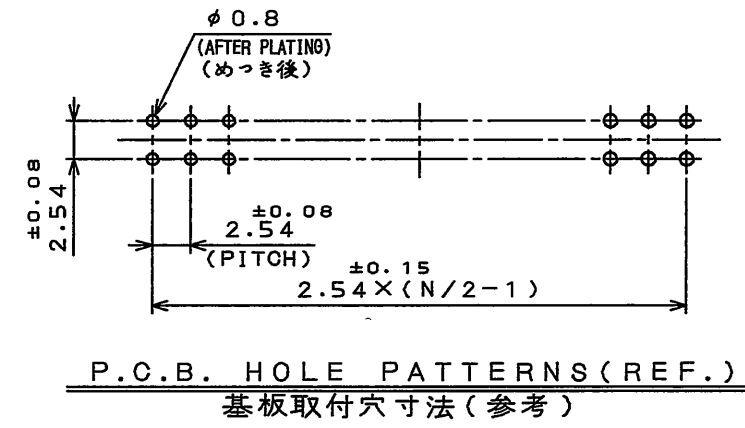 φ0.8
(AFTER PLATING)
(めっき後)
±0.08
2.54
±0.08
2.54
(PITCH)
±0.15
2.54×(N/2-1)
P.C.B. HOLE PATTERNS(REF.)
基板取付穴寸法(参考)